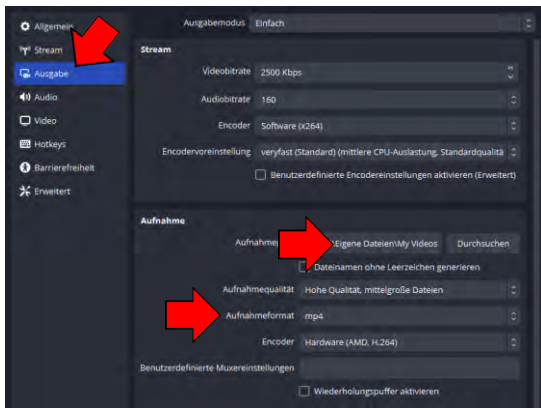 Allgemein
Stream
Ausgabe
Audio
Video
Hotkeys
Barrierefreiheit
Erweitert
Ausgabemodus Einfach
Stream
Videobitrate 2500 Kbps
Audiobitrate 160
Encoder Software (x264)
Encodervoreinstellung veryfast (Standard) (mittlere CPU-Auslastung, Standardqualitä
Benutzerdefinierte Encodereinstellungen aktivieren (Erweitert)
Aufnahme
:\Eigene Dateien\My Videos Durchsuchen
Dateinamen ohne Leerzeichen generieren
Aufnahmequalität Hohe Qualität, mittelgroße Dateien
Aufnahmeformat mp4
Encoder Hardware (AMD, H.264)
Benutzerdefinierte Muxereinstellungen
Wiederholungspuffer aktivieren